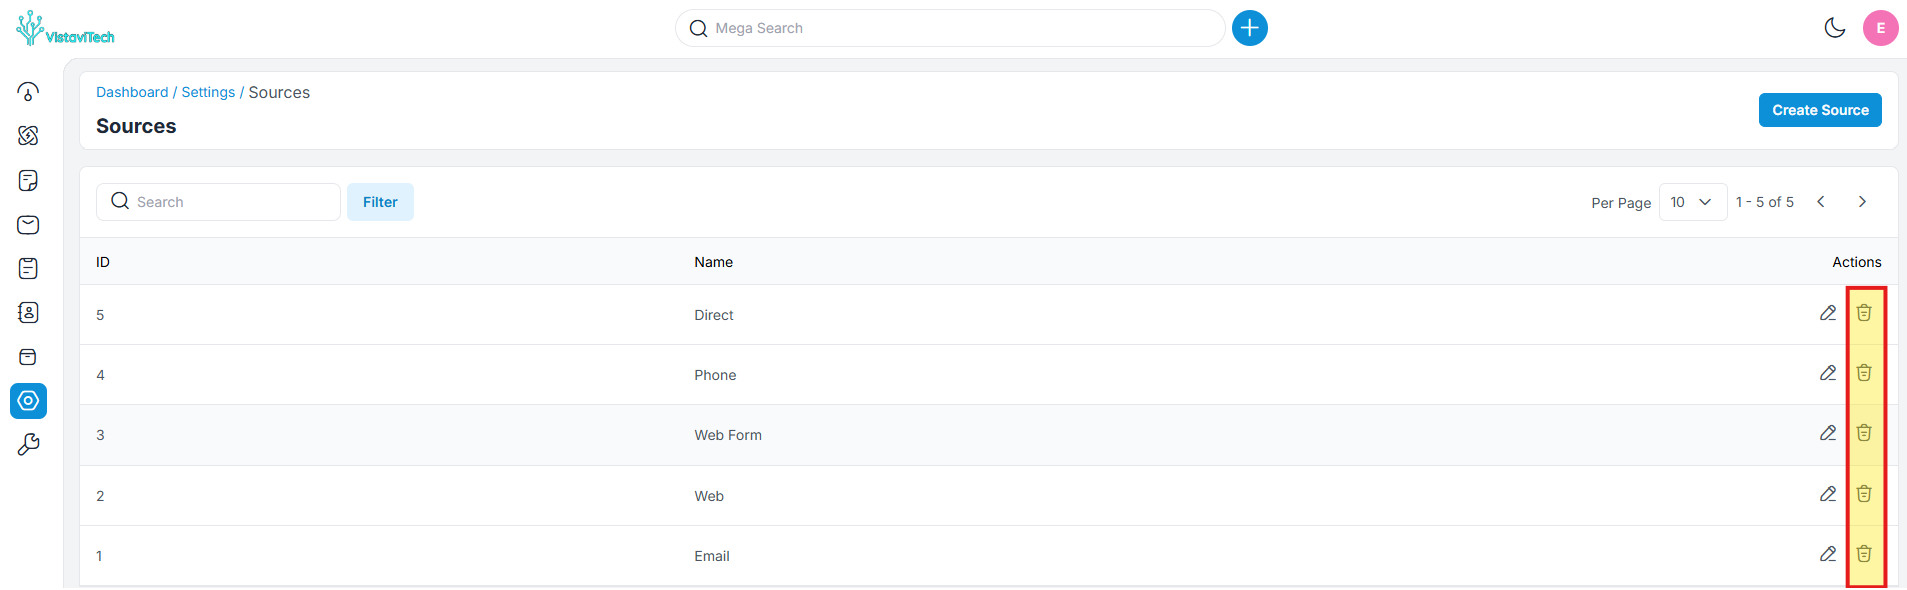 VistaviTech
Mega Search
E
Dashboard / Settings / Sources
Sources
Create Source
Search
Filter
Per Page 10 1 - 5 of 5
ID Name Actions
5 Direct
4 Phone
3 Web Form
2 Web
1 Email